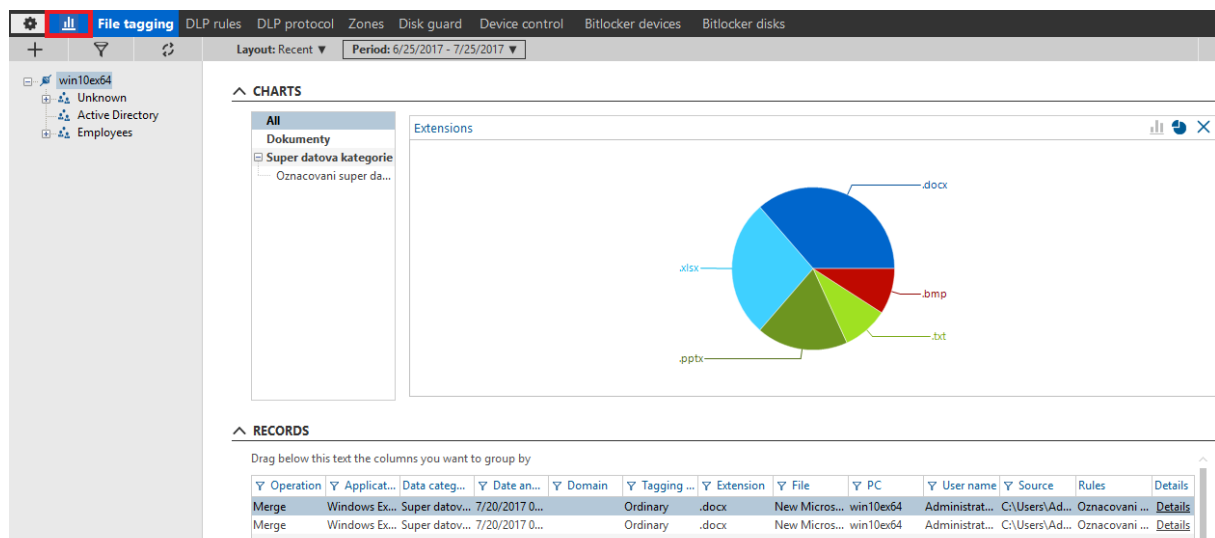 File tagging DLP rules DLP protocol Zones Disk guard Device control Bitlocker devices Bitlocker disks
Layout: Recent ▼ Period: 6/25/2017 - 7/25/2017 ▼
win10ex64
Unknown
Active Directory
Employees
CHARTS
All
Dokumenty
Super datova kategorie
Oznacovani super da...
Extensions
.docx
.xlsx
.bmp
.txt
.pptx
RECORDS
Drag below this text the columns you want to group by
Operation Applicat... Data categ... Date an... Domain Tagging ... Extension File PC User name Source Rules Details
Merge Windows Ex... Super datov... 7/20/2017 0... Ordinary .docx New Micros... win10ex64 Administrat... C:\Users\Ad... Oznacovani ... Details
Merge Windows Ex... Super datov... 7/20/2017 0... Ordinary .docx New Micros... win10ex64 Administrat... C:\Users\Ad... Oznacovani ... Details